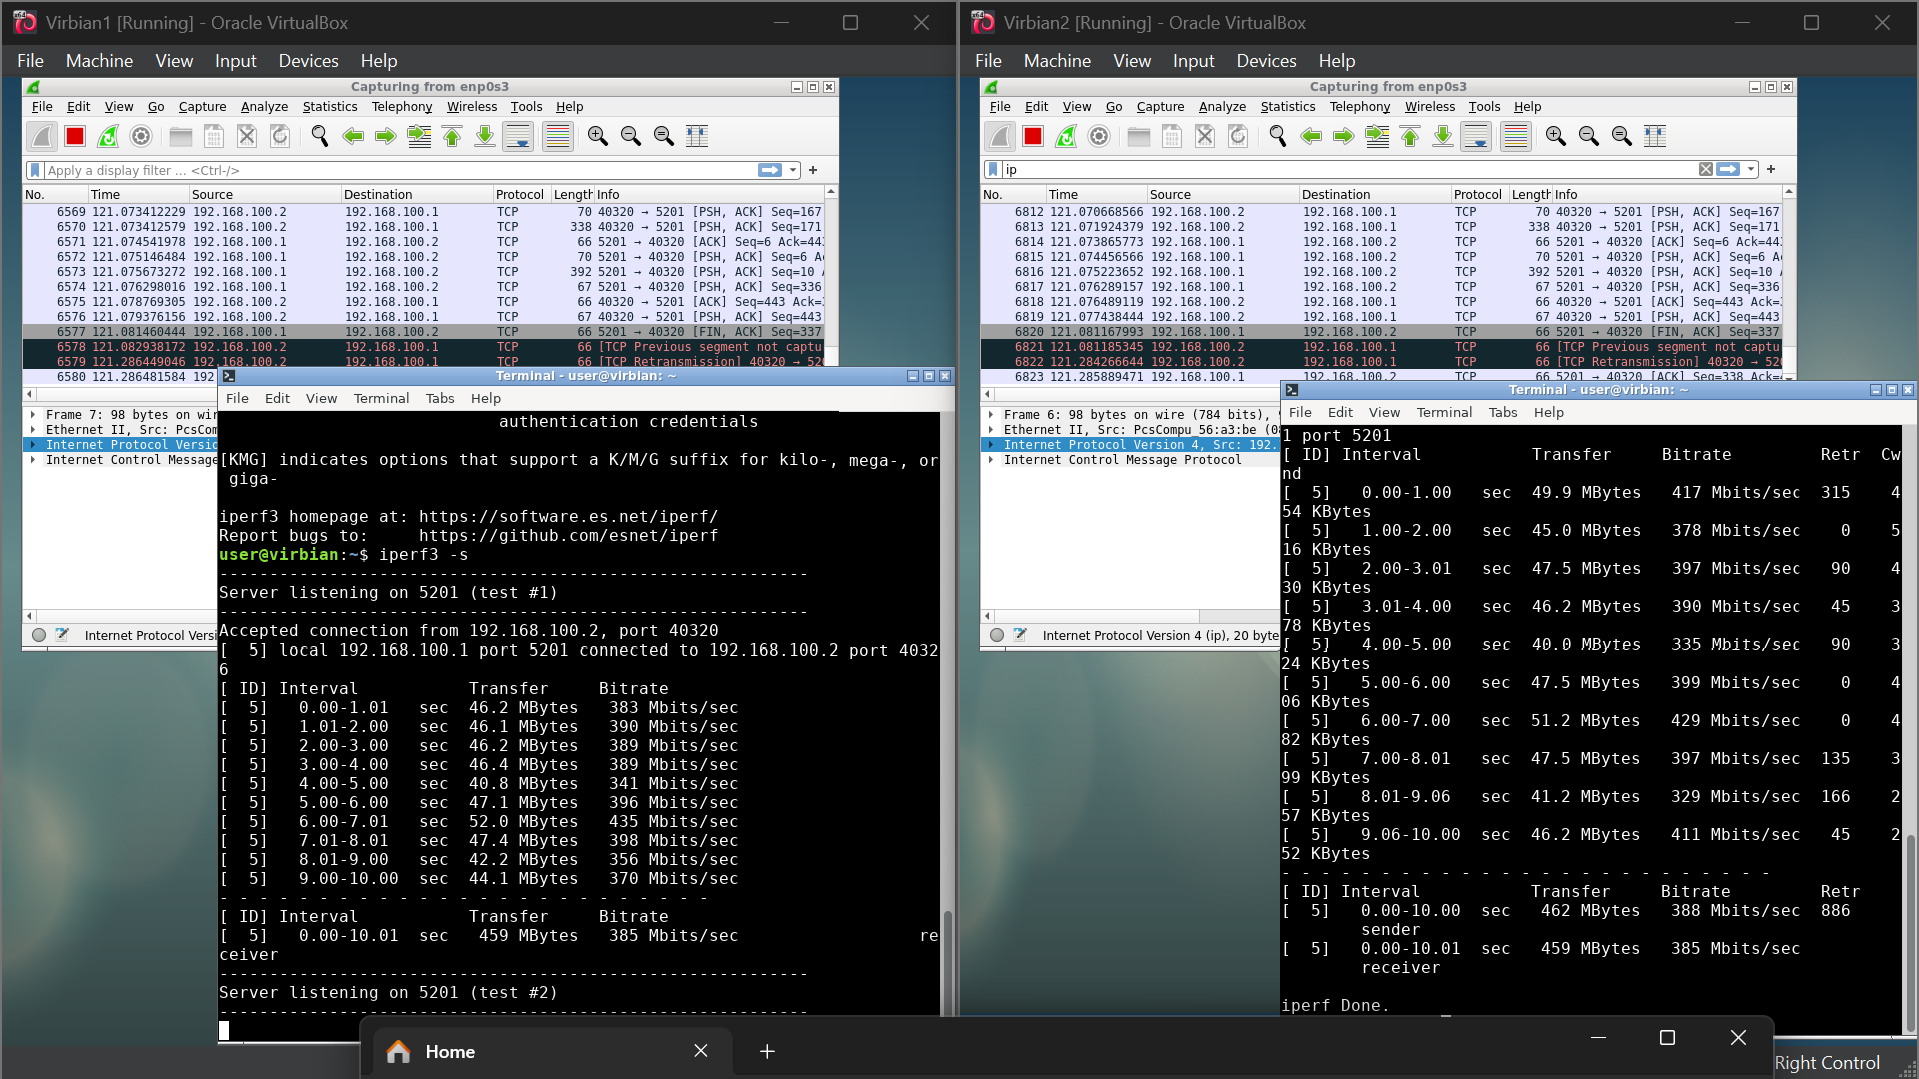 Virbian1 [Running] - Oracle VirtualBox
File Machine View Input Devices Help
Capturing from enp0s3
File Edit View Go Capture Analyze Statistics Telephony Wireless Tools Help
Apply a display filter ... <Ctrl-/>
No. Time Source Destination Protocol Length Info
6569 121.073412229 192.168.100.2 192.168.100.1 TCP 70 40320 → 5201 [PSH, ACK] Seq=167
6570 121.073412579 192.168.100.2 192.168.100.1 TCP 338 40320 → 5201 [PSH, ACK] Seq=171
6571 121.074541978 192.168.100.1 192.168.100.2 TCP 66 5201 → 40320 [ACK] Seq=6 Ack=44
6572 121.075146484 192.168.100.1 192.168.100.2 TCP 70 5201 → 40320 [PSH, ACK] Seq=6 A
6573 121.075673272 192.168.100.1 192.168.100.2 TCP 392 5201 → 40320 [PSH, ACK] Seq=10
6574 121.076298016 192.168.100.1 192.168.100.2 TCP 67 5201 → 40320 [PSH, ACK] Seq=336
6575 121.078769305 192.168.100.2 192.168.100.1 TCP 66 40320 → 5201 [ACK] Seq=443 Ack=
6576 121.079376156 192.168.100.2 192.168.100.1 TCP 67 40320 → 5201 [PSH, ACK] Seq=443
6577 121.081460444 192.168.100.1 192.168.100.2 TCP 66 5201 → 40320 [FIN, ACK] Seq=337
6578 121.082938172 192.168.100.2 192.168.100.1 TCP 66 [TCP Previous segment not captu
6579 121.286449046 192.168.100.2 192.168.100.1 TCP 66 [TCP Retransmission] 40320 → 520
6580 121.286481584 192
Frame 7: 98 bytes on wire
Ethernet II, Src: PcsCom
Internet Protocol Versio
Internet Control Message
Internet Protocol Versi
Terminal - user@virbian: ~
File Edit View Terminal Tabs Help
authentication credentials
[KMG] indicates options that support a K/M/G suffix for kilo-, mega-, or
giga-
iperf3 homepage at: https://software.es.net/iperf/
Report bugs to: https://github.com/esnet/iperf
user@virbian:~$ iperf3 -s
-----------------------------------------------------------
Server listening on 5201 (test #1)
-----------------------------------------------------------
Accepted connection from 192.168.100.2, port 40320
[ 5] local 192.168.100.1 port 5201 connected to 192.168.100.2 port 4032
6
[ ID] Interval Transfer Bitrate
[ 5] 0.00-1.01 sec 46.2 MBytes 383 Mbits/sec
[ 5] 1.01-2.00 sec 46.1 MBytes 390 Mbits/sec
[ 5] 2.00-3.00 sec 46.2 MBytes 389 Mbits/sec
[ 5] 3.00-4.00 sec 46.4 MBytes 389 Mbits/sec
[ 5] 4.00-5.00 sec 40.8 MBytes 341 Mbits/sec
[ 5] 5.00-6.00 sec 47.1 MBytes 396 Mbits/sec
[ 5] 6.00-7.01 sec 52.0 MBytes 435 Mbits/sec
[ 5] 7.01-8.01 sec 47.4 MBytes 398 Mbits/sec
[ 5] 8.01-9.00 sec 42.2 MBytes 356 Mbits/sec
[ 5] 9.00-10.00 sec 44.1 MBytes 370 Mbits/sec
- - - - - - - - - - - - - - - - - - - - - - - - -
[ ID] Interval Transfer Bitrate
[ 5] 0.00-10.01 sec 459 MBytes 385 Mbits/sec re
ceiver
-----------------------------------------------------------
Server listening on 5201 (test #2)
-----------------------------------------------------------
Virbian2 [Running] - Oracle VirtualBox
File Machine View Input Devices Help
Capturing from enp0s3
File Edit View Go Capture Analyze Statistics Telephony Wireless Tools Help
ip
No. Time Source Destination Protocol Length Info
6812 121.070668566 192.168.100.2 192.168.100.1 TCP 70 40320 → 5201 [PSH, ACK] Seq=167
6813 121.071924379 192.168.100.2 192.168.100.1 TCP 338 40320 → 5201 [PSH, ACK] Seq=171
6814 121.073865773 192.168.100.1 192.168.100.2 TCP 66 5201 → 40320 [ACK] Seq=6 Ack=44
6815 121.074456566 192.168.100.1 192.168.100.2 TCP 70 5201 → 40320 [PSH, ACK] Seq=6 A
6816 121.075223652 192.168.100.1 192.168.100.2 TCP 392 5201 → 40320 [PSH, ACK] Seq=10
6817 121.076289157 192.168.100.1 192.168.100.2 TCP 67 5201 → 40320 [PSH, ACK] Seq=336
6818 121.076489119 192.168.100.2 192.168.100.1 TCP 66 40320 → 5201 [ACK] Seq=443 Ack=
6819 121.077438444 192.168.100.2 192.168.100.1 TCP 67 40320 → 5201 [PSH, ACK] Seq=443
6820 121.081167993 192.168.100.1 192.168.100.2 TCP 66 5201 → 40320 [FIN, ACK] Seq=337
6821 121.081185345 192.168.100.2 192.168.100.1 TCP 66 [TCP Previous segment not captu
6822 121.284266644 192.168.100.2 192.168.100.1 TCP 66 [TCP Retransmission] 40320 → 520
6823 121.285889471 192.168.100.1 192.168.100.2 TCP 66 5201 → 40320 [ACK] Seq=338 Ack=4
Frame 6: 98 bytes on wire (784 bits), 9
Ethernet II, Src: PcsCompu_56:a3:be (08
Internet Protocol Version 4, Src: 192.
Internet Control Message Protocol
Internet Protocol Version 4 (ip), 20 byte
Terminal - user@virbian: ~
File Edit View Terminal Tabs Help
1 port 5201
[ ID] Interval Transfer Bitrate Retr Cw
nd
[ 5] 0.00-1.00 sec 49.9 MBytes 417 Mbits/sec 315 4
54 KBytes
[ 5] 1.00-2.00 sec 45.0 MBytes 378 Mbits/sec 0 5
16 KBytes
[ 5] 2.00-3.01 sec 47.5 MBytes 397 Mbits/sec 90 4
30 KBytes
[ 5] 3.01-4.00 sec 46.2 MBytes 390 Mbits/sec 45 3
78 KBytes
[ 5] 4.00-5.00 sec 40.0 MBytes 335 Mbits/sec 90 3
24 KBytes
[ 5] 5.00-6.00 sec 47.5 MBytes 399 Mbits/sec 0 4
06 KBytes
[ 5] 6.00-7.00 sec 51.2 MBytes 429 Mbits/sec 0 4
82 KBytes
[ 5] 7.00-8.01 sec 47.5 MBytes 397 Mbits/sec 135 3
99 KBytes
[ 5] 8.01-9.06 sec 41.2 MBytes 329 Mbits/sec 166 2
57 KBytes
[ 5] 9.06-10.00 sec 46.2 MBytes 411 Mbits/sec 45 2
52 KBytes
- - - - - - - - - - - - - - - - - - - - - - - - -
[ ID] Interval Transfer Bitrate Retr
[ 5] 0.00-10.00 sec 462 MBytes 388 Mbits/sec 886
sender
[ 5] 0.00-10.01 sec 459 MBytes 385 Mbits/sec
receiver
iperf Done.
Home
Right Control